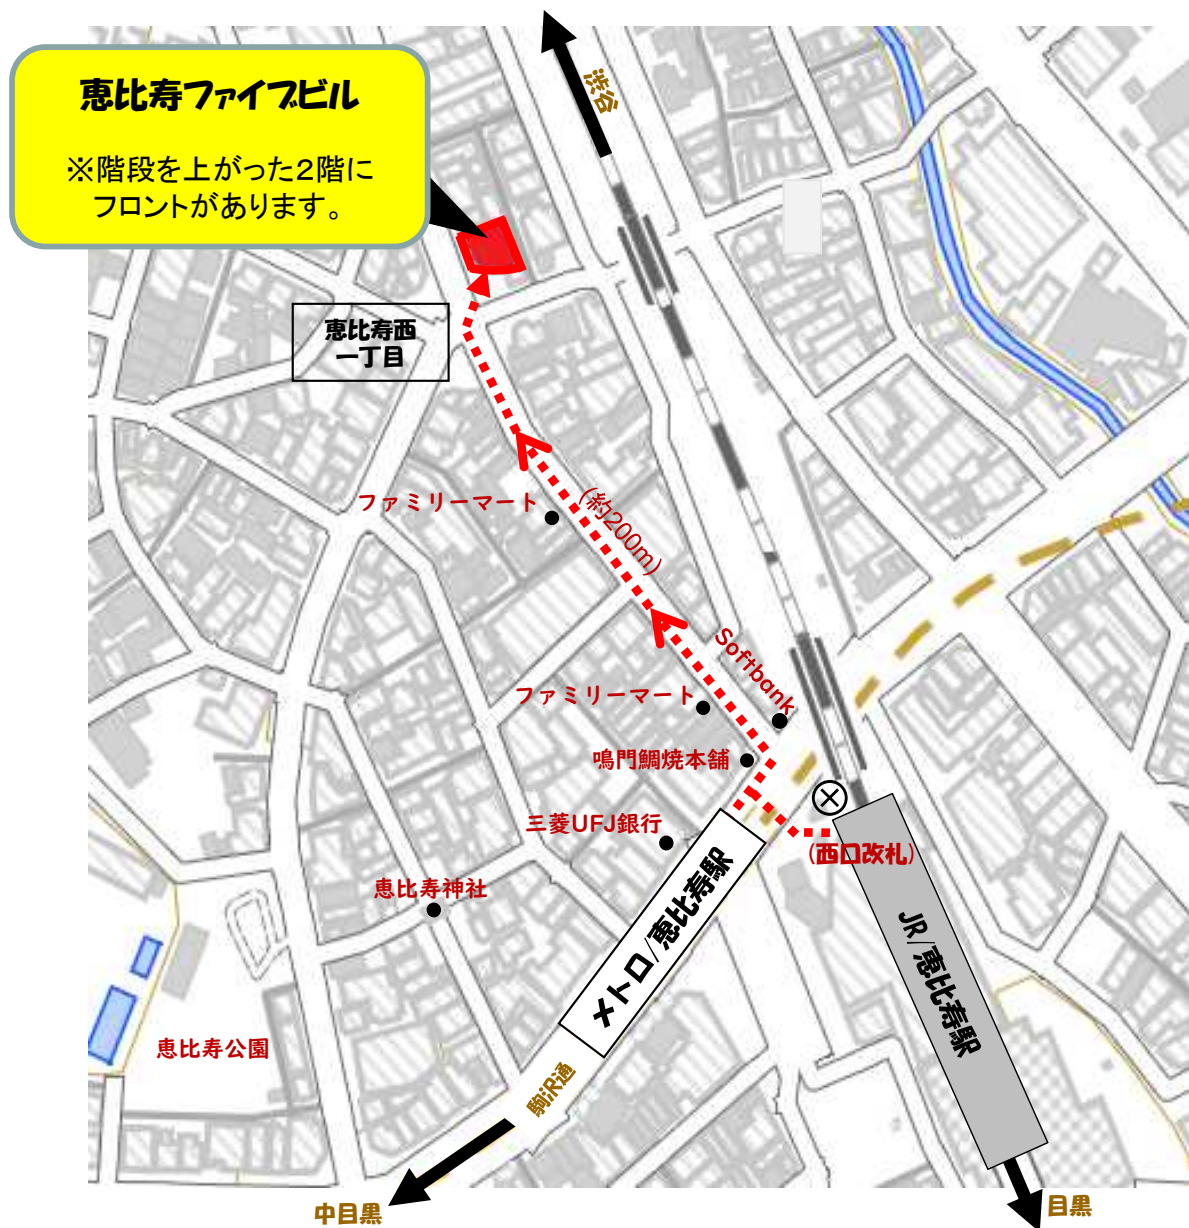 渋谷
恵比寿ファイブビル
※階段を上がった2階に
フロントがあります。
恵比寿西
一丁目
ファミリーマート
(約200m)
Softbank
ファミリーマート
鳴門鯛焼本舗
三菱UFJ銀行
(西口改札)
恵比寿神社
メトロ/恵比寿駅
JR/恵比寿駅
恵比寿公園
駒沢通
中目黒
目黒